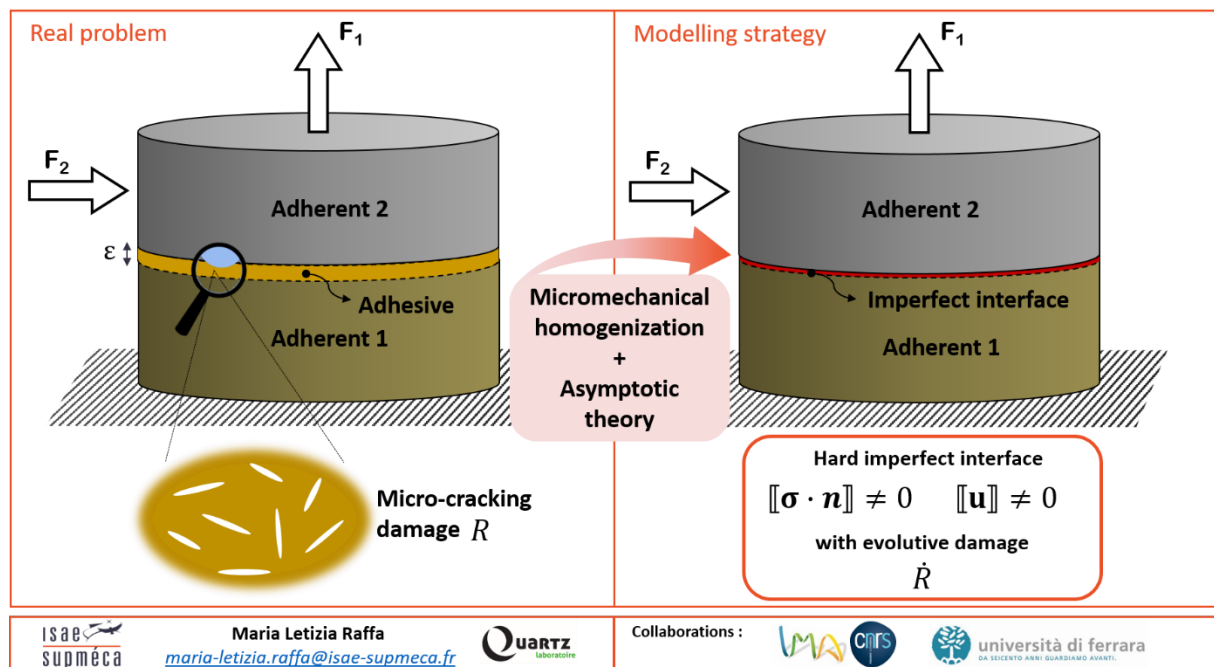 Real problem
F₁
F₂
Adherent 2
ε
Adhesive
Adherent 1
Micro-cracking
damage R
Micromechanical
homogenization
+
Asymptotic
theory
Modelling strategy
F₁
F₂
Adherent 2
Imperfect interface
Adherent 1
Hard imperfect interface
⟦σ · n⟧ ≠ 0 ⟦u⟧ ≠ 0
with evolutive damage
Ṙ
isae
supméca
Maria Letizia Raffa
maria-letizia.raffa@isae-supmeca.fr
QUARTZ
laboratoire
Collaborations :
LMA
cnrs
università di ferrara
DA SEICENTO ANNI GUARDIAMO AVANTI.